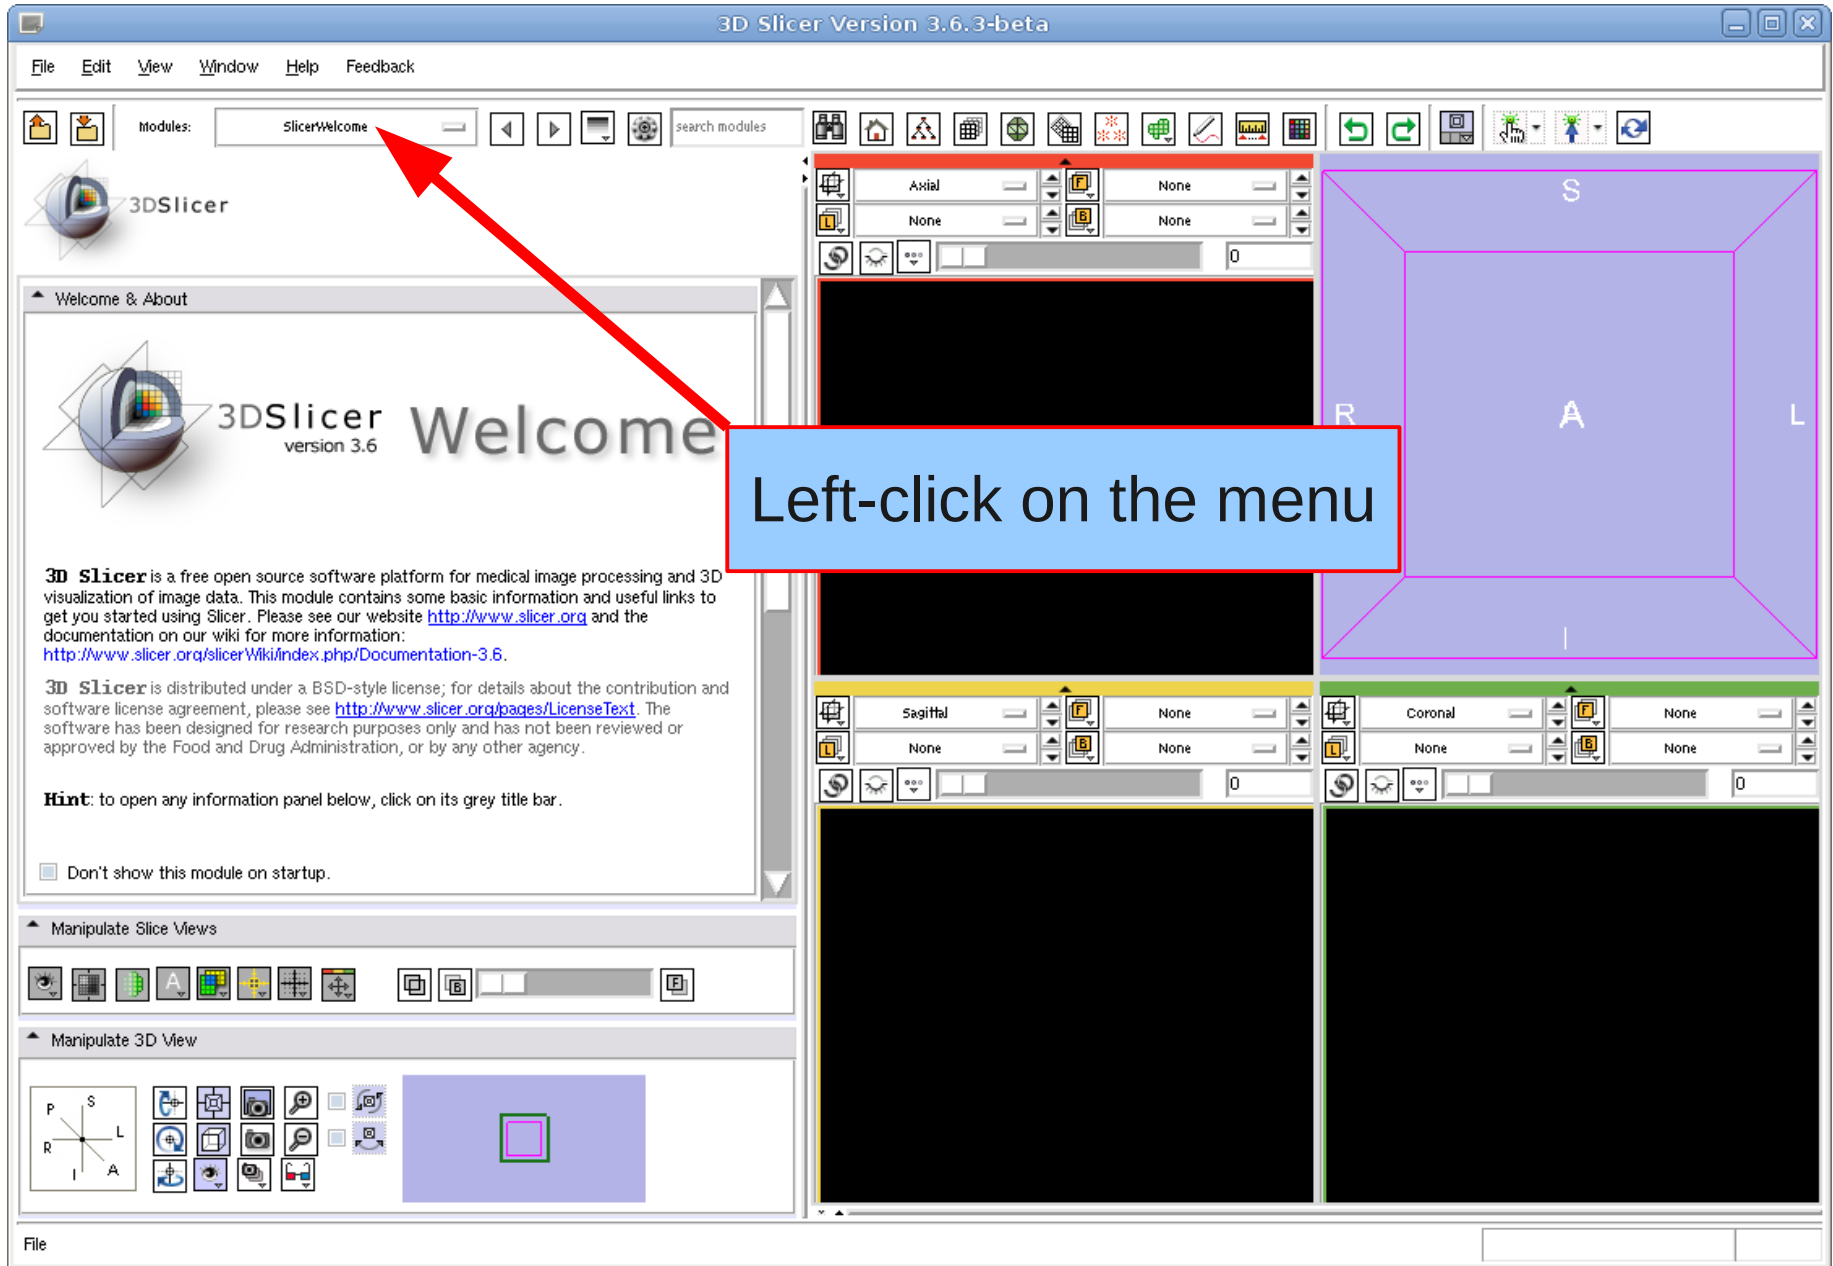 3D Slicer Version 3.6.3-beta
File Edit View Window Help Feedback
Modules: SlicerWelcome search modules
3DSlicer
Welcome & About
3DSlicer
version 3.6
Welcome
3D Slicer is a free open source software platform for medical image processing and 3D
visualization of image data. This module contains some basic information and useful links to
get you started using Slicer. Please see our website http://www.slicer.org and the
documentation on our wiki for more information:
http://www.slicer.org/slicerWiki/index.php/Documentation-3.6.
3D Slicer is distributed under a BSD-style license; for details about the contribution and
software license agreement, please see http://www.slicer.org/pages/LicenseText. The
software has been designed for research purposes only and has not been reviewed or
approved by the Food and Drug Administration, or by any other agency.
Hint: to open any information panel below, click on its grey title bar.
Don't show this module on startup.
Manipulate Slice Views
A
B
F
Manipulate 3D View
P S
R L
I A
File
Left-click on the menu
Axial F None
L None B None
0
S
R A L
I
Sagittal F None
L None B None
0
Coronal F None
L None B None
0